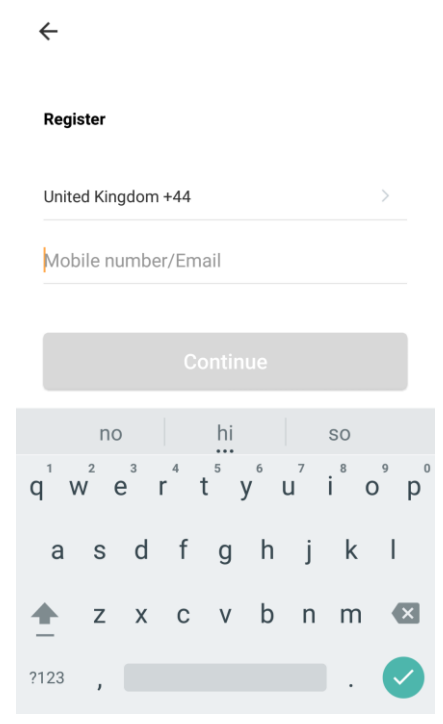 Register
United Kingdom +44
Mobile number/Email
Continue
no hi so
1 2 3 4 5 6 7 8 9 0
q w e r t y u i o p
a s d f g h j k l
z x c v b n m
?123 , .